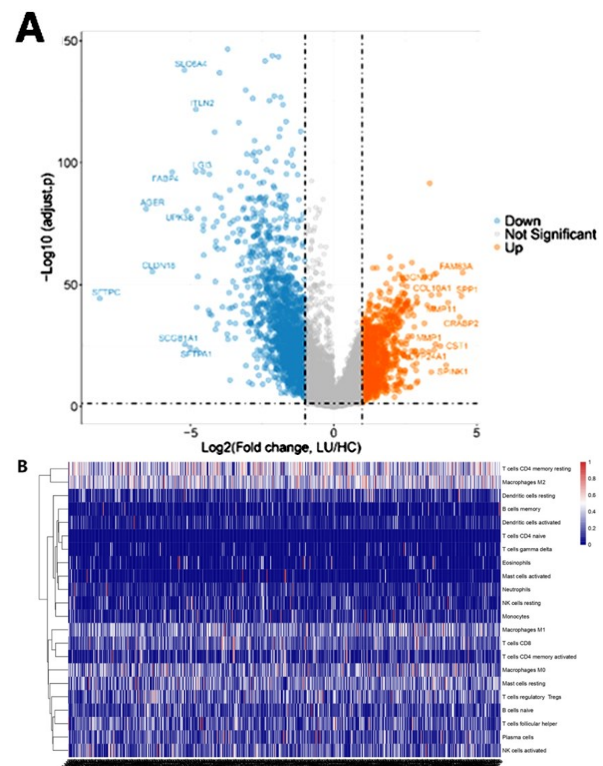 A
50
SLC6A4
ITLN2
LGI3
100
FABP4
AGER
UPK3B
-Log10 (adjust.p)
Down
Not Significant
Up
CLDN18
FAM83A
COL10A1
SPP1
SFTPC
50
MMP11
CRABP2
SCGB1A1
MMP1
CST1
SFTPA1
SPINK1
0
-5
0
5
Log2(Fold change, LU/HC)
B
T cells CD4 memory resting
Macrophages M2
Dendritic cells resting
B cells memory
Dendritic cells activated
T cells CD4 naive
T cells gamma delta
Eosinophils
Mast cells activated
Neutrophils
NK cells resting
Monocytes
Macrophages M1
T cells CD8
T cells CD4 memory activated
Macrophages M0
Mast cells resting
T cells regulatory Tregs
B cells naive
T cells follicular helper
Plasma cells
NK cells activated
1
0.8
0.6
0.4
0.2
0